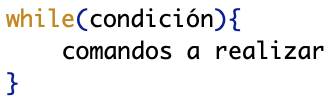 while(condición){
    comandos a realizar
}